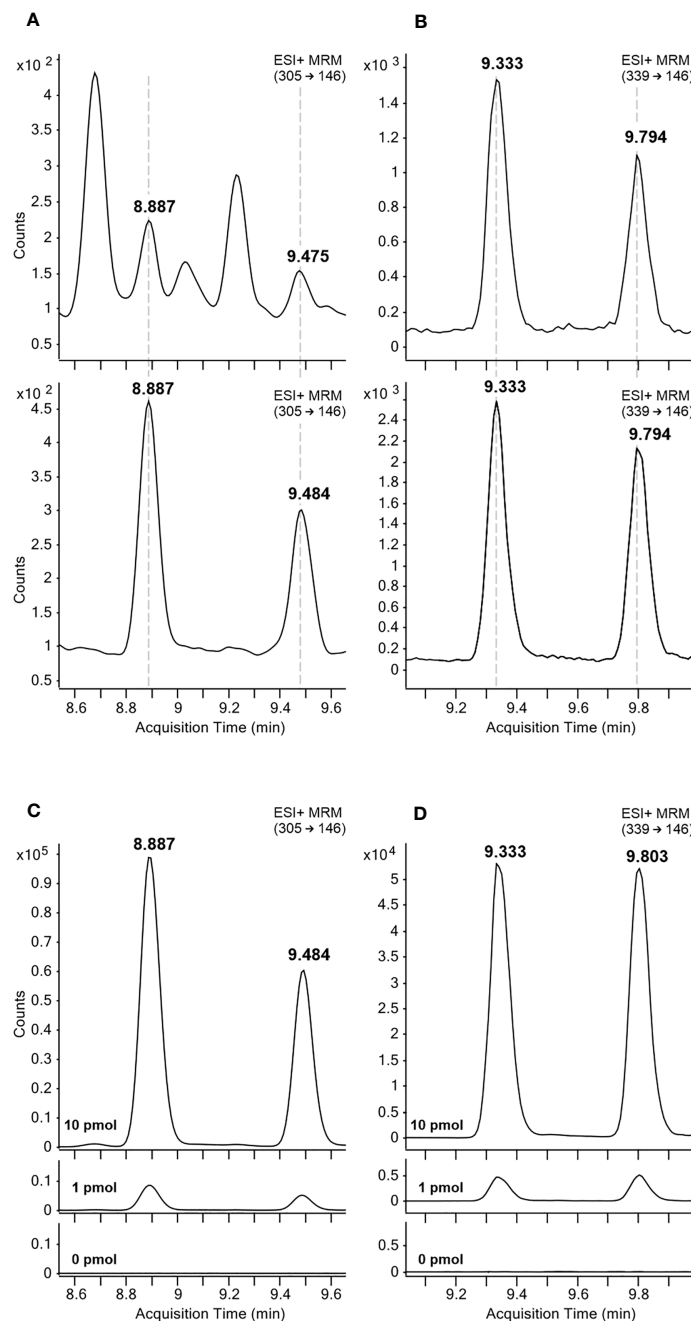 A
x10 2
ESI+ MRM
(305 → 146)
4.5
4
3.5
3
2.5
2
1.5
1
0.5
Counts
8.887
9.475
B
x10 3
ESI+ MRM
(339 → 146)
1.6
1.4
1.2
1
0.8
0.6
0.4
0.2
0
9.333
9.794
x10 2
ESI+ MRM
(305 → 146)
4.5
4
3.5
3
2.5
2
1.5
1
0.5
Counts
8.887
9.484
8.6 8.8 9 9.2 9.4 9.6
Acquisition Time (min)
x10 3
ESI+ MRM
(339 → 146)
2.6
2.4
2.2
2
1.8
1.6
1.4
1.2
1
0.8
0.6
0.4
0.2
0
9.333
9.794
9.2 9.4 9.6 9.8
Acquisition Time (min)
C
x10 5
ESI+ MRM
(305 → 146)
0.9
0.8
0.7
0.6
0.5
0.4
0.3
0.2
0.1
0
Counts
8.887
9.484
10 pmol
0.1
0
1 pmol
0.1
0
0 pmol
8.6 8.8 9 9.2 9.4 9.6
Acquisition Time (min)
D
x10 4
ESI+ MRM
(339 → 146)
5
4.5
4
3.5
3
2.5
2
1.5
1
0.5
0
9.333
9.803
10 pmol
0.5
0
1 pmol
0.5
0
0 pmol
9.2 9.4 9.6 9.8
Acquisition Time (min)